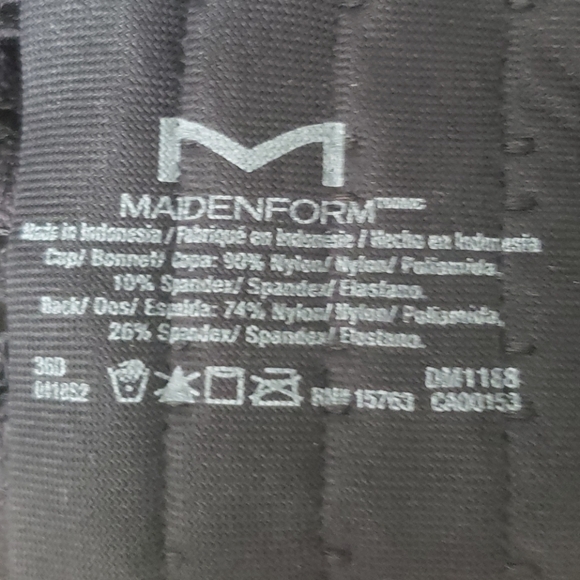 M
MAIDENFORM
Made in Indonesia / Fabriqué en Indonesie / Hecho en Indonesia
Cup/ Bonnet/ Copa: 90% Nylon/ Nylon/ Poliamida,
10% Spandex/ Spandex/ Elastano.
Back/ Dos/ Espalda: 74% Nylon/ Nylon/ Poliamida,
26% Spandex/ Spandex/ Elastano.
36D
RN# 15763
DM1188
CA00153